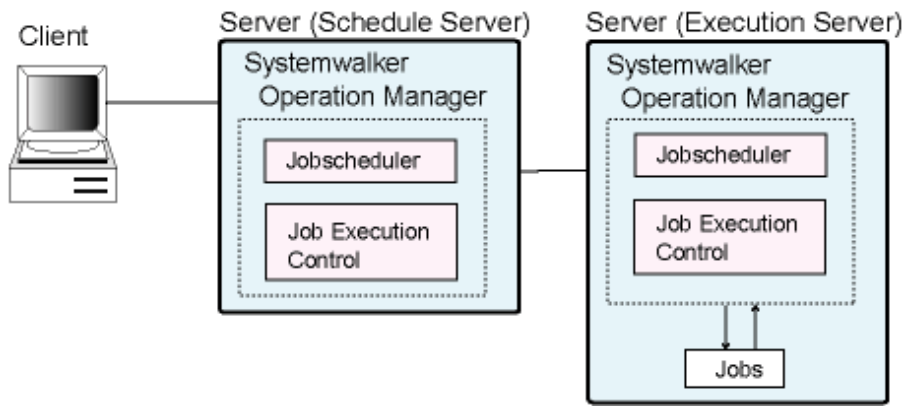 Client
Server (Schedule Server)
Systemwalker
Operation Manager
Jobscheduler
Job Execution
Control
Server (Execution Server)
Systemwalker
Operation Manager
Jobscheduler
Job Execution
Control
Jobs